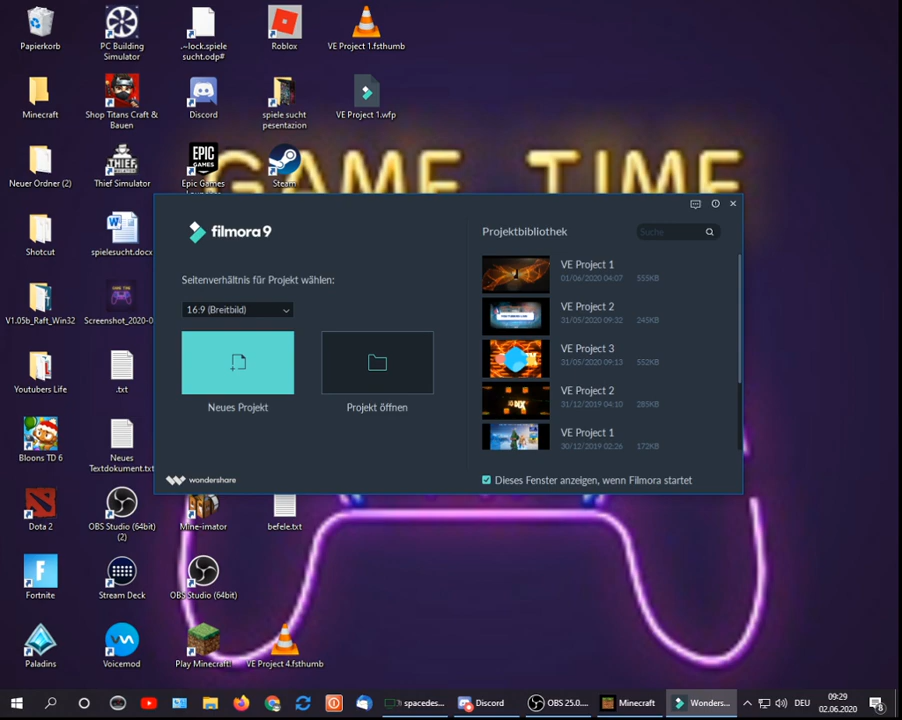 Papierkorb
PC Building
Simulator
.~lock.spiele
sucht.odp#
Roblox
VE Project 1.fsthumb
Minecraft
Shop Titans Craft &
Bauen
Discord
spiele sucht
pesentazion
VE Project 1.wfp
GAME TIME
Neuer Ordner (2)
Thief Simulator
EPIC
GAMES
Epic Games
Steam
Shotcut
spielesucht.docx
V1.05b_Raft_Win32
Screenshot_2020-0
Youtubers Life
.txt
Bloons TD 6
Neues
Textdokument.txt
Dota 2
OBS Studio (64bit)
(2)
Mine-imator
befele.txt
Fortnite
Stream Deck
OBS Studio (64bit)
Paladins
Voicemod
Play Minecraft!
VE Project 4.fsthumb
filmora9
Seitenverhältnis für Projekt wählen:
16:9 (Breitbild)
Neues Projekt
Projekt öffnen
wondershare
Projektbibliothek
Suche
VE Project 1
01/06/2020 04:07 555KB
VE Project 2
31/05/2020 09:32 245KB
VE Project 3
31/05/2020 09:13 552KB
VE Project 2
31/12/2019 04:10 285KB
VE Project 1
30/12/2019 02:26 172KB
Dieses Fenster anzeigen, wenn Filmora startet
spacedes...
Discord
OBS 25.0....
Minecraft
Wonders...
DEU
09:29
02.06.2020
8